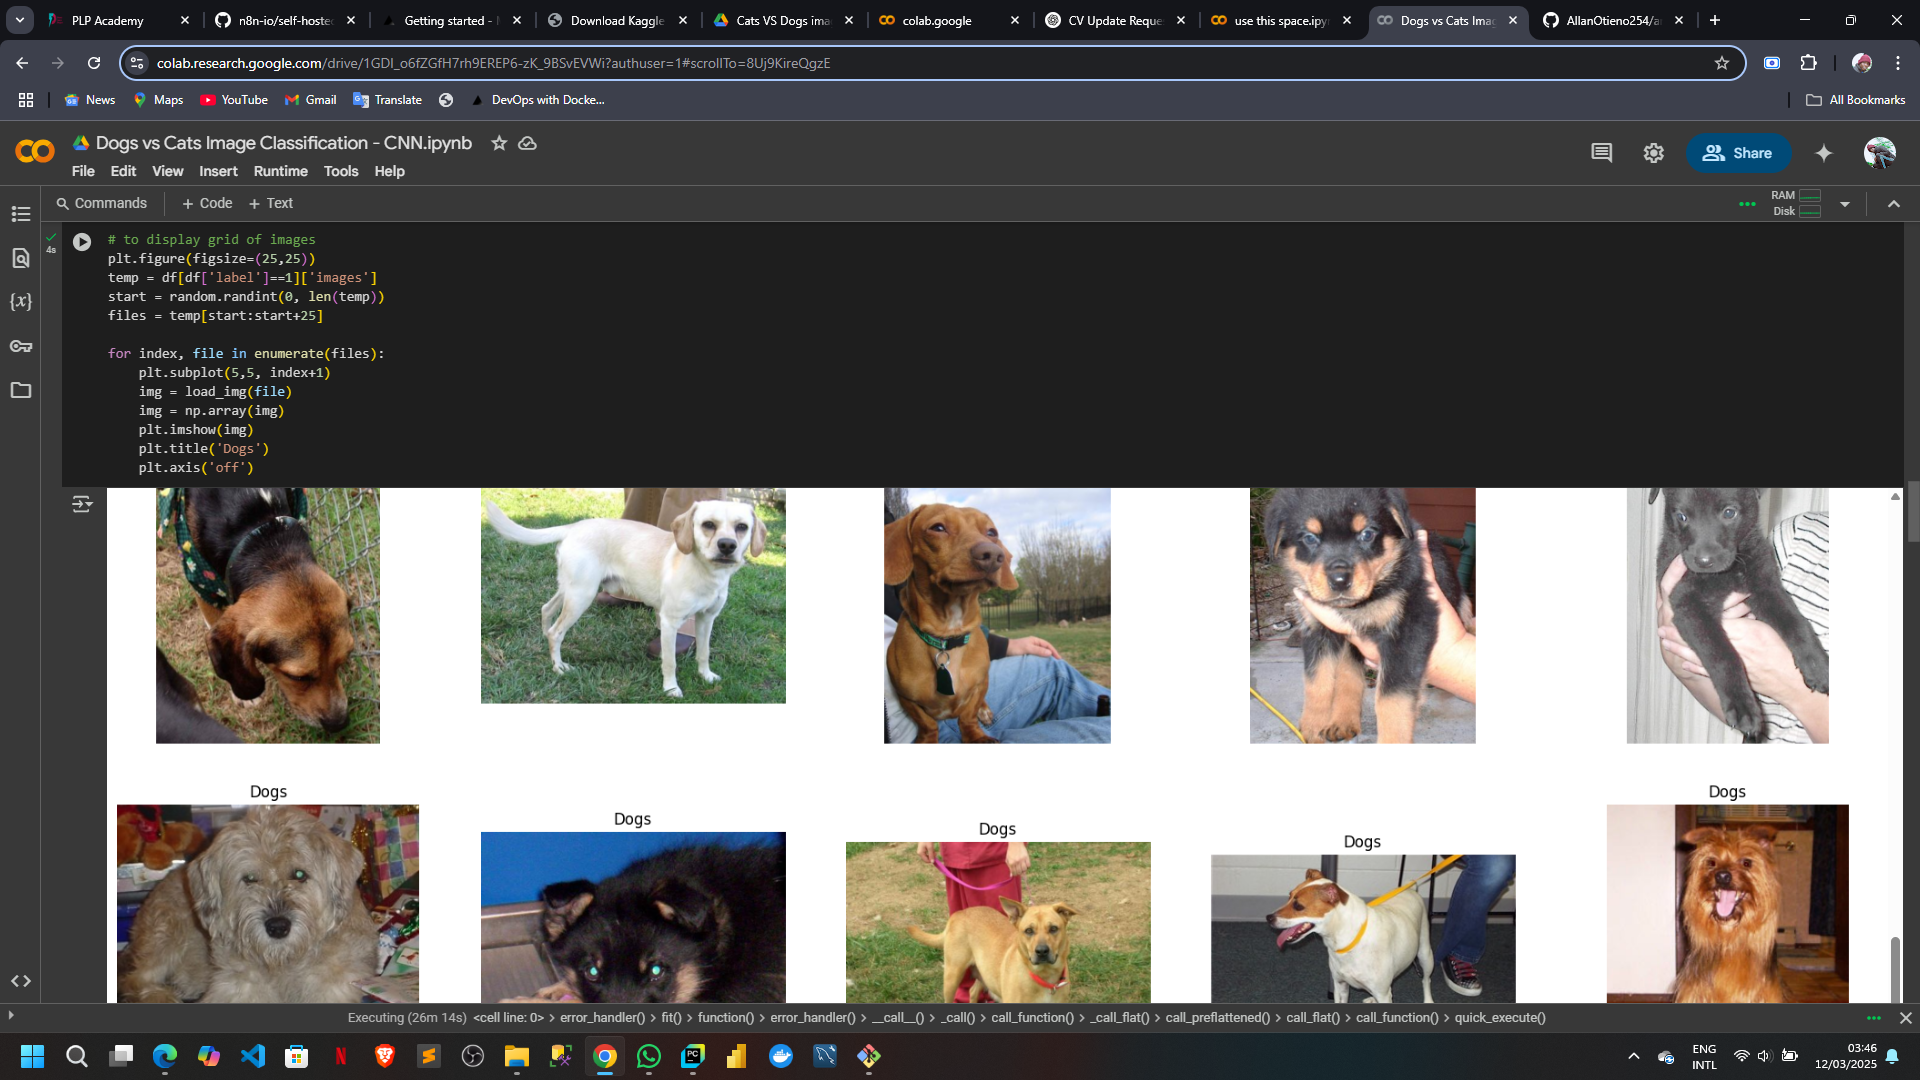 PLP Academy
n8n-io/self-hoste
Getting started -
Download Kaggle
Cats VS Dogs ima
colab.google
CV Update Reque
use this space.ipy
Dogs vs Cats Ima
AllanOtieno254/a
colab.research.google.com/drive/1GDl_o6fZGfH7rh9EREP6-zK_9BSvEVWi?authuser=1#scrollTo=8Uj9KireQgzE
News
Maps
YouTube
Gmail
Translate
DevOps with Docke...
All Bookmarks
Dogs vs Cats Image Classification - CNN.ipynb
Share
File Edit View Insert Runtime Tools Help
Commands + Code + Text
RAM
Disk
4s
# to display grid of images
plt.figure(figsize=(25,25))
temp = df[df['label']==1]['images']
start = random.randint(0, len(temp))
files = temp[start:start+25]
for index, file in enumerate(files):
plt.subplot(5,5, index+1)
img = load_img(file)
img = np.array(img)
plt.imshow(img)
plt.title('Dogs')
plt.axis('off')
Dogs
Dogs
Dogs
Dogs
Dogs
Executing (26m 14s) <cell line: 0> > error_handler() > fit() > function() > error_handler() > __call__() > _call() > call_function() > _call_flat() > call_preflattened() > call_flat() > call_function() > quick_execute()
ENG
INTL
03:46
12/03/2025